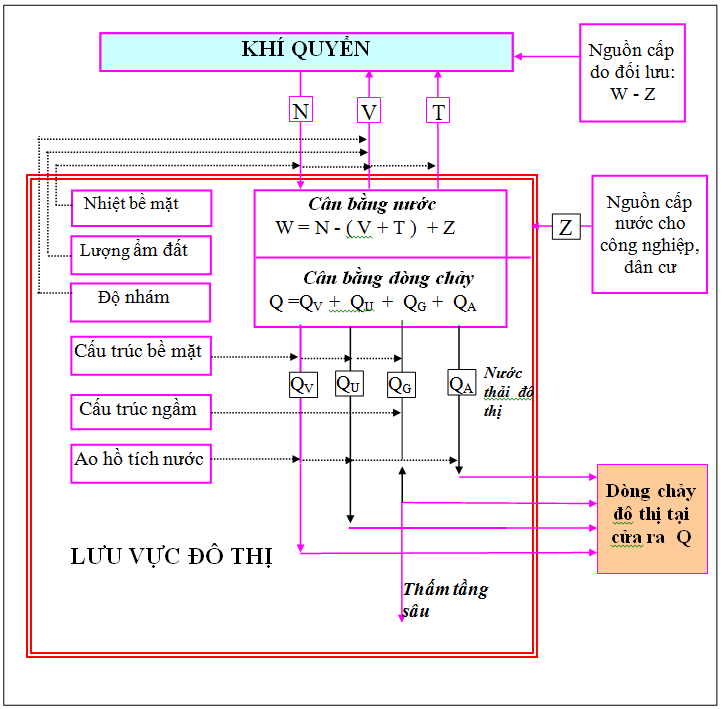 KHÍ QUYỂN
Nguồn cấp
do đối lưu:
W - Z
N
V
T
Nhiệt bề mặt
Lượng ẩm đất
Độ nhám
Cân bằng nước
W = N - ( V + T ) + Z
Z
Nguồn cấp
nước cho
công nghiệp,
dân cư
Cân bằng dòng chảy
Q =QV + QU + QG + QA
Cấu trúc bề mặt
Cấu trúc ngầm
Ao hồ tích nước
QV
QU
QG
QA
Nước
thải đô
thị
Dòng chảy
đô thị tại
cửa ra Q
LƯU VỰC ĐÔ THỊ
Thấm tầng
sâu